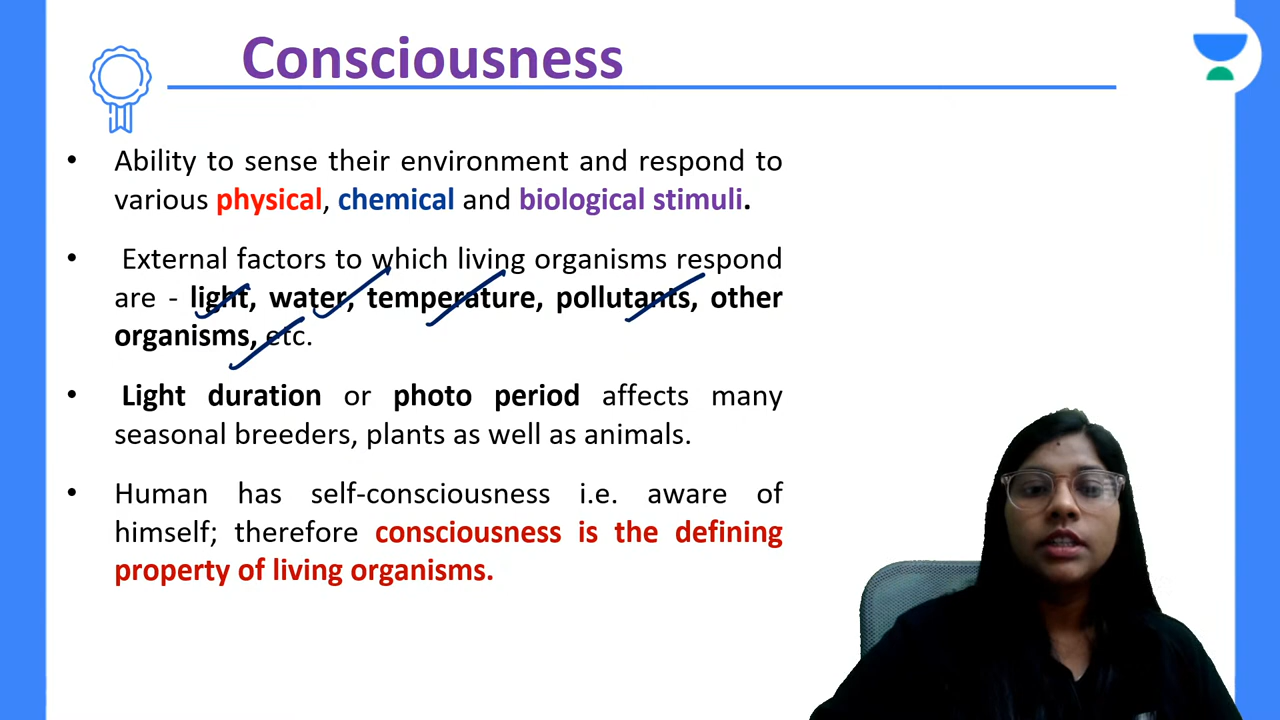 Consciousness
• Ability to sense their environment and respond to
various physical, chemical and biological stimuli.
• External factors to which living organisms respond
are - light, water, temperature, pollutants, other
organisms, etc.
• Light duration or photo period affects many
seasonal breeders, plants as well as animals.
• Human has self-consciousness i.e. aware of
himself; therefore consciousness is the defining
property of living organisms.